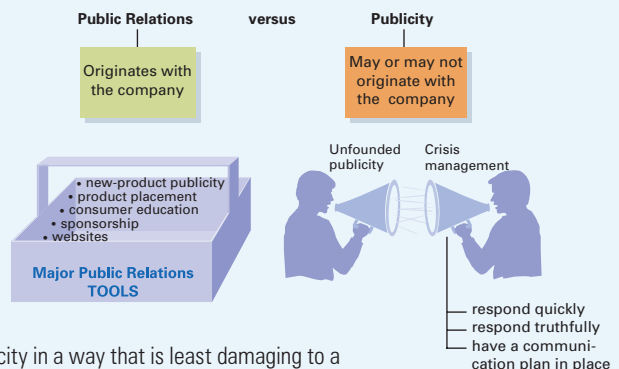 Public Relations versus Publicity
Originates with
the company
May or may not
originate with
the company
• new-product publicity
• product placement
• consumer education
• sponsorship
• websites
Major Public Relations
TOOLS
Unfounded
publicity
Crisis
management
respond quickly
respond truthfully
have a communi-
cation plan in place
city in a way that is least damaging to a